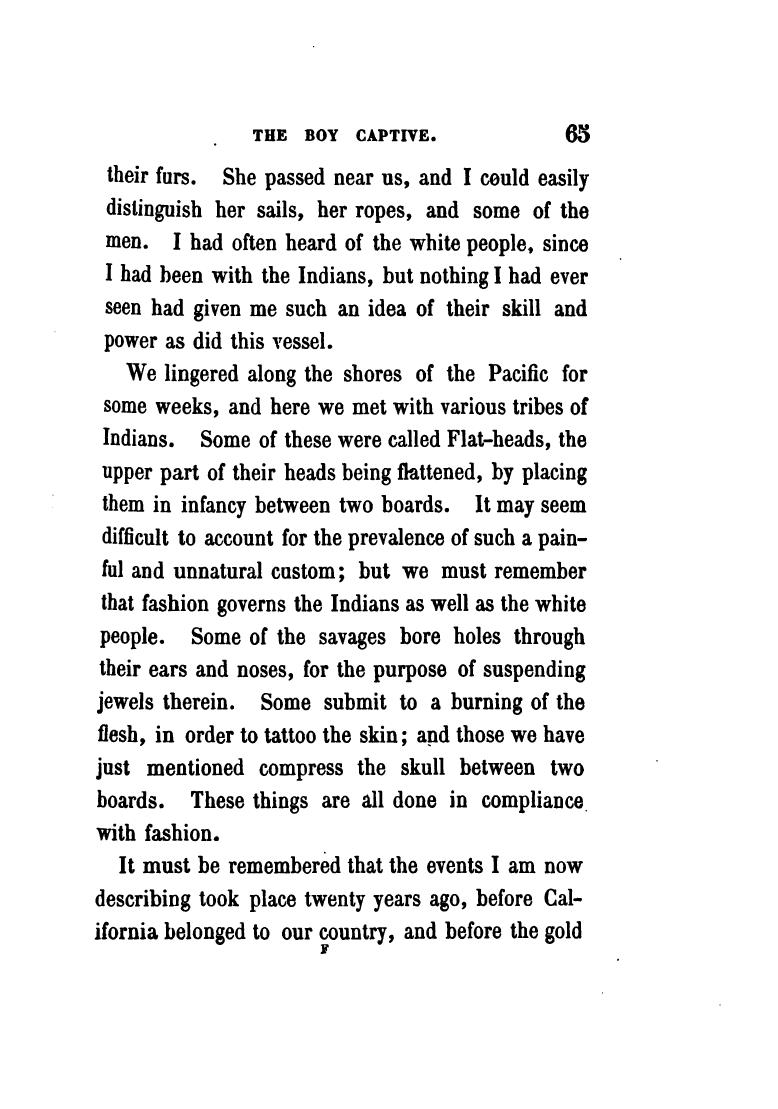 THE BOY CAPTIVE. 65
their furs. She passed near us, and I could easily
distinguish her sails, her ropes, and some of the
men. I had often heard of the white people, since
I had been with the Indians, but nothing I had ever
seen had given me such an idea of their skill and
power as did this vessel.
We lingered along the shores of the Pacific for
some weeks, and here we met with various tribes of
Indians. Some of these were called Flat-heads, the
upper part of their heads being flattened, by placing
them in infancy between two boards. It may seem
difficult to account for the prevalence of such a pain-
ful and unnatural custom; but we must remember
that fashion governs the Indians as well as the white
people. Some of the savages bore holes through
their ears and noses, for the purpose of suspending
jewels therein. Some submit to a burning of the
flesh, in order to tattoo the skin; and those we have
just mentioned compress the skull between two
boards. These things are all done in compliance
with fashion.
It must be remembered that the events I am now
describing took place twenty years ago, before Cal-
ifornia belonged to our country, and before the gold
F